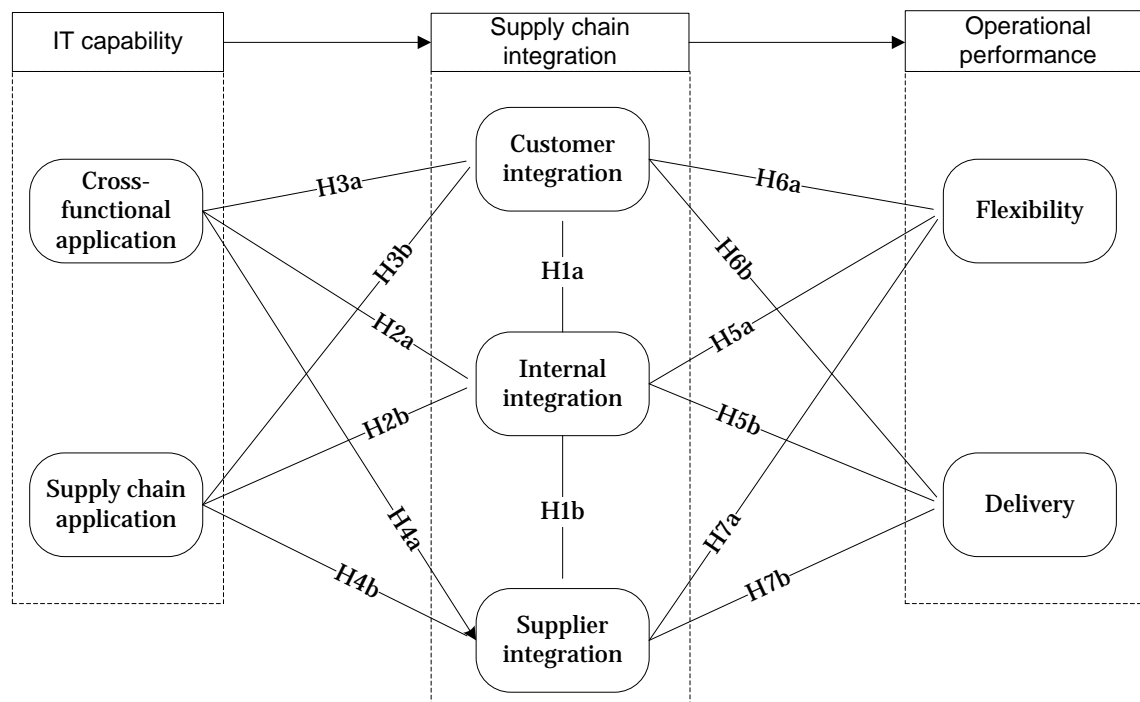 IT capability
Supply chain
integration
Operational
performance
Customer
integration
Cross-
functional
application
H3a
H6a
Flexibility
H3b
H1a
H6b
H2a
H5a
Internal
integration
H2b
H5b
Supply chain
application
H4a
H1b
H7a
Delivery
H4b
H7b
Supplier
integration